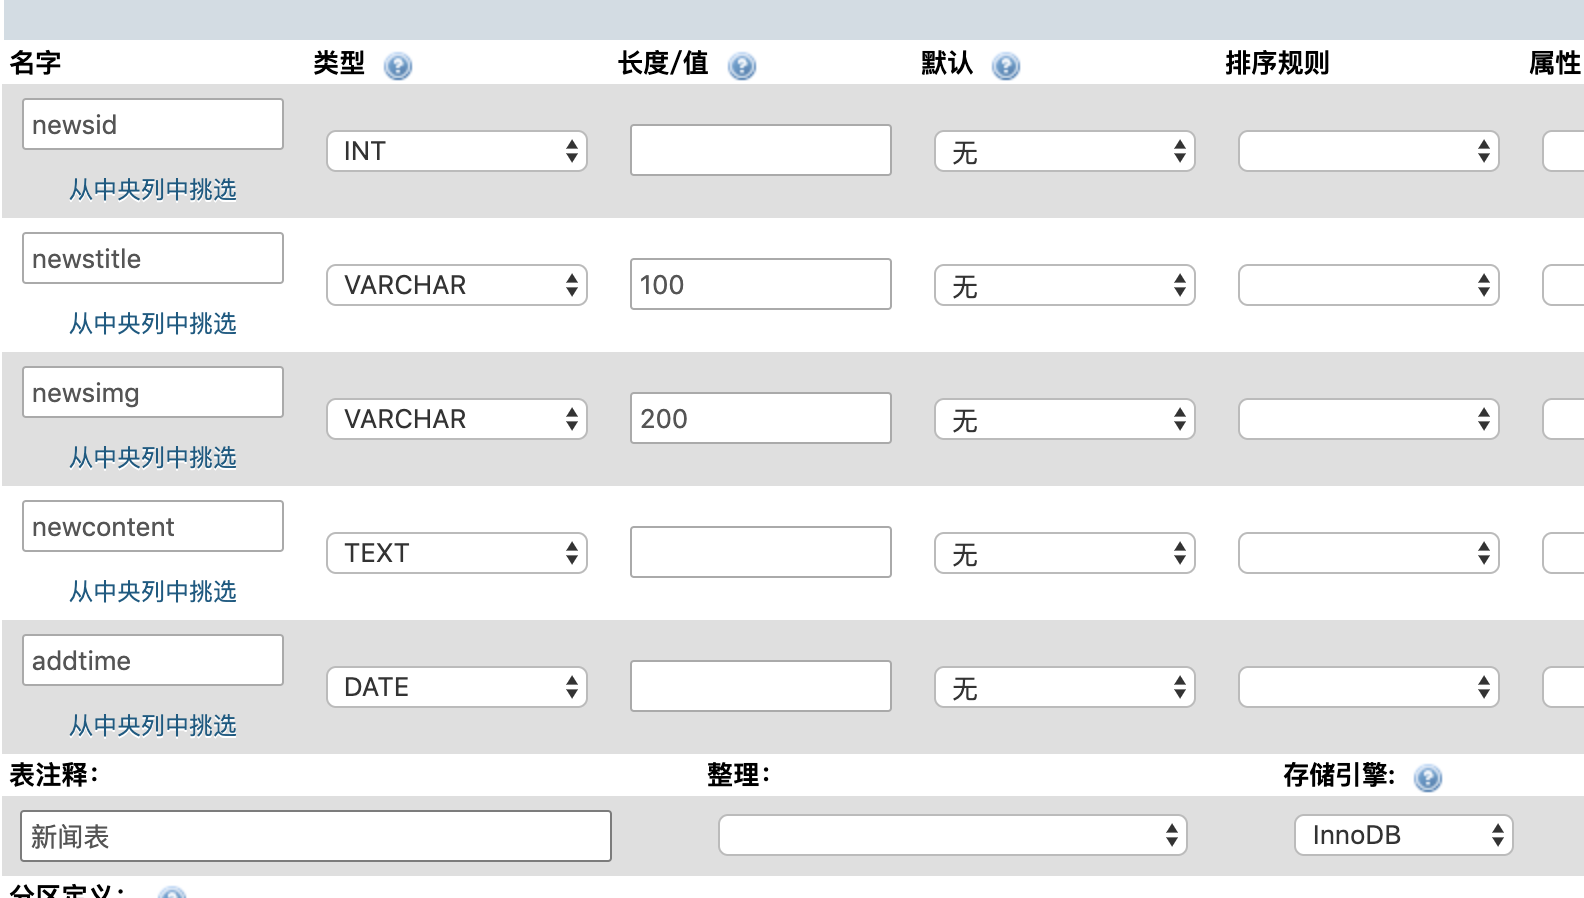 名字 类型 长度/值 默认 排序规则 属性
newsid INT 无
从中央列中挑选
newstitle VARCHAR 100 无
从中央列中挑选
newsimg VARCHAR 200 无
从中央列中挑选
newcontent TEXT 无
从中央列中挑选
addtime DATE 无
从中央列中挑选
表注释： 整理： 存储引擎：
新闻表 InnoDB
分区定义：